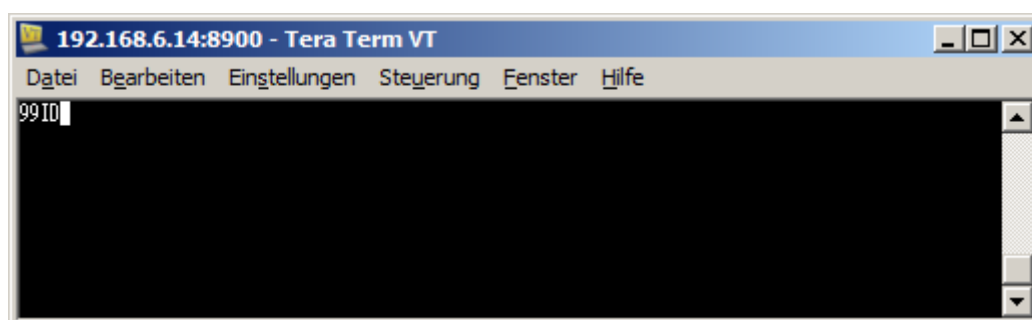 192.168.6.14:8900 - Tera Term VT
Datei Bearbeiten Einstellungen Steuerung Fenster Hilfe
99ID